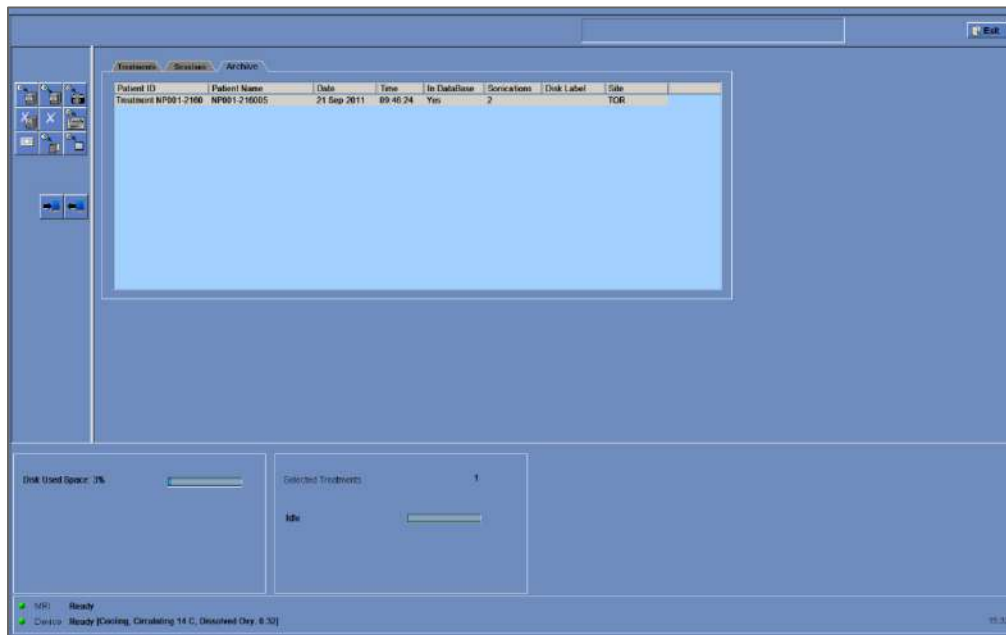 Exit
Treatments Sessions Archive
Patient ID Patient Name Date Time In DataBase Sonications Disk Label Site
Treatment NP001-2160 NP001-216005 21 Sep 2011 09:46:24 Yes 2 TOR
Disk Used Space: 3%
Selected Treatments 1
Idle
MRI Ready
Device Ready [Cooling, Circulating 14 C, Dissolved Oxy. 0.32]